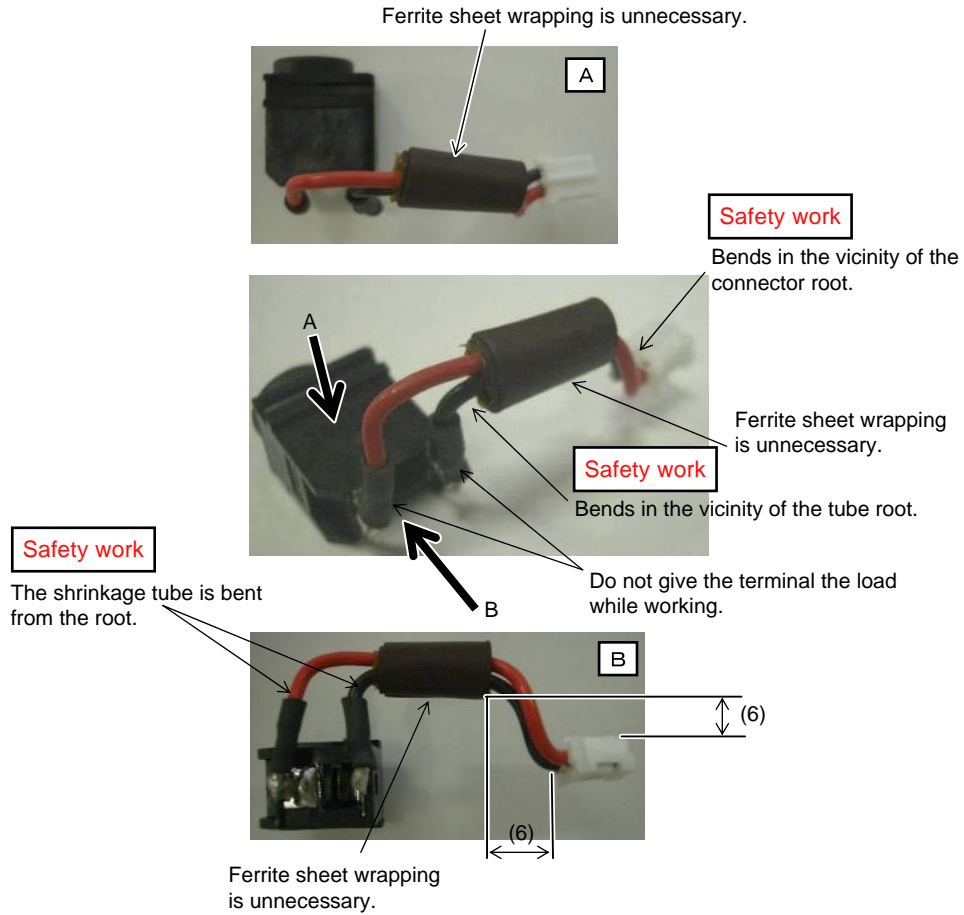 Ferrite sheet wrapping is unnecessary.
A
Safety work
Bends in the vicinity of the
connector root.
A
Ferrite sheet wrapping
is unnecessary.
Safety work
Bends in the vicinity of the tube root.
Safety work
The shrinkage tube is bent
from the root.
Do not give the terminal the load
while working.
B
B
(6)
(6)
Ferrite sheet wrapping
is unnecessary.